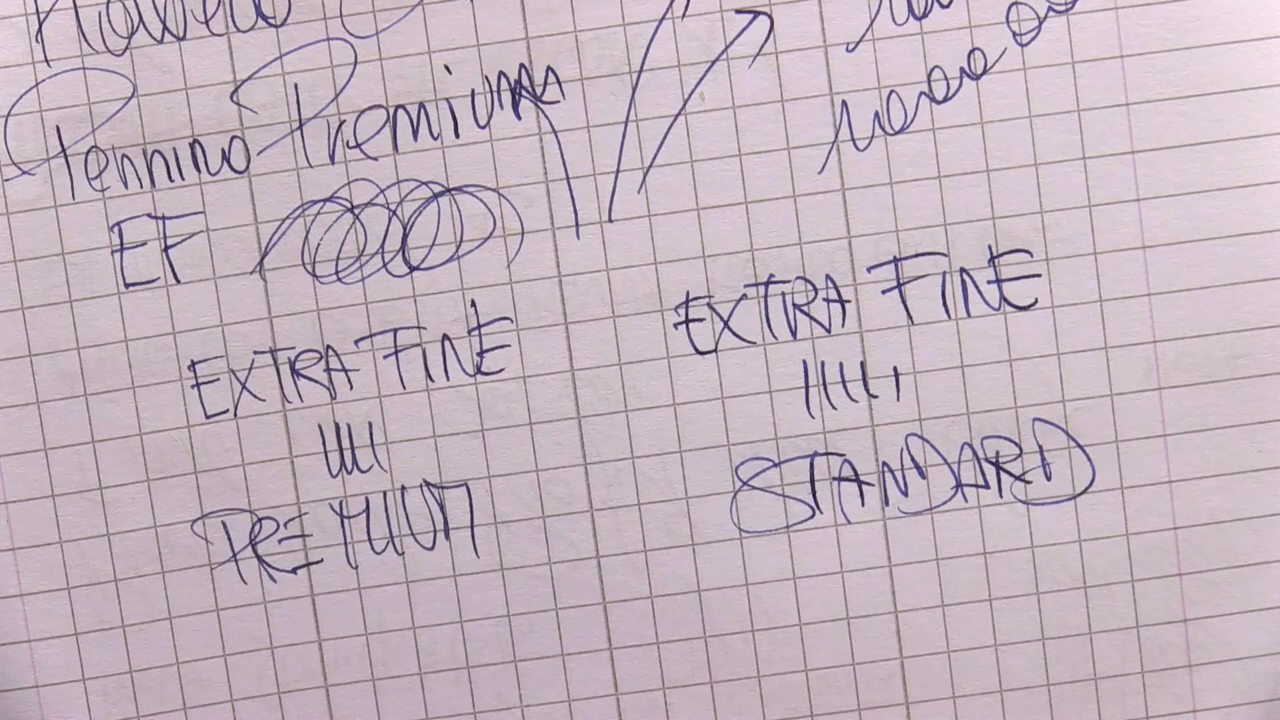 Pennino Premium
EF
EXTRA FINE
PREMIUM
EXTRA FINE
STANDARD